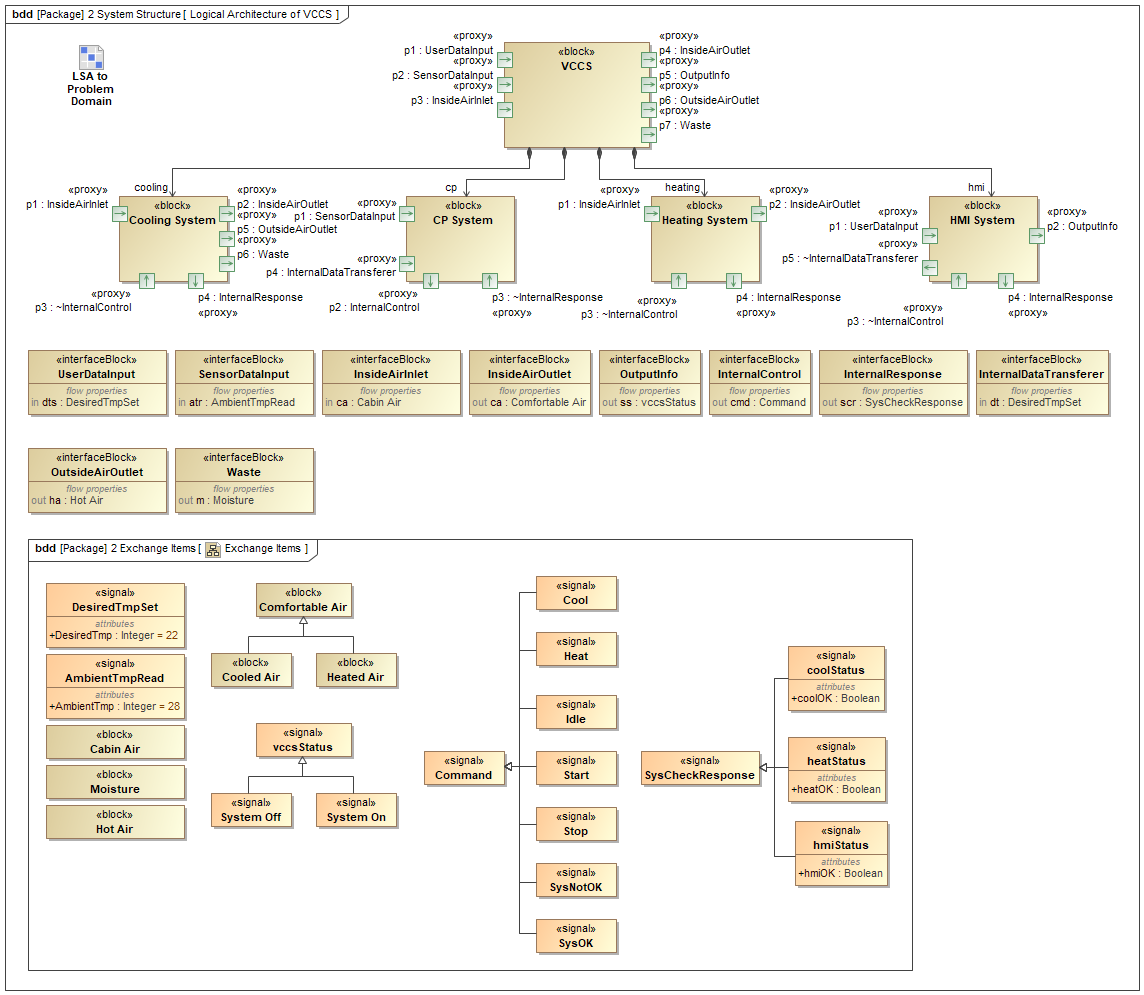 bdd [Package] 2 System Structure [ Logical Architecture of VCCS ]
LSA to
Problem
Domain
«proxy»
p1 : UserDataInput
«proxy»
p2 : SensorDataInput
«proxy»
p3 : InsideAirInlet
«block»
VCCS
«proxy»
p4 : InsideAirOutlet
«proxy»
p5 : OutputInfo
«proxy»
p6 : OutsideAirOutlet
«proxy»
p7 : Waste
cooling
cp
heating
hmi
«proxy»
p1 : InsideAirInlet
«block»
Cooling System
«proxy»
p2 : InsideAirOutlet
«proxy»
p5 : OutsideAirOutlet
«proxy»
p6 : Waste
«proxy»
p3 : ~InternalControl
p4 : InternalResponse
«proxy»
«proxy»
p1 : SensorDataInput
«block»
CP System
«proxy»
p4 : InternalDataTransferer
«proxy»
p2 : InternalControl
p3 : ~InternalResponse
«proxy»
«proxy»
p1 : InsideAirInlet
«block»
Heating System
«proxy»
p2 : InsideAirOutlet
«proxy»
p3 : ~InternalControl
p4 : InternalResponse
«proxy»
«proxy»
p1 : UserDataInput
«proxy»
p5 : ~InternalDataTransferer
«block»
HMI System
«proxy»
p2 : OutputInfo
«proxy»
p3 : ~InternalControl
p4 : InternalResponse
«proxy»
«interfaceBlock»
UserDataInput
flow properties
in dts : DesiredTmpSet
«interfaceBlock»
SensorDataInput
flow properties
in atr : AmbientTmpRead
«interfaceBlock»
InsideAirInlet
flow properties
in ca : Cabin Air
«interfaceBlock»
InsideAirOutlet
flow properties
out ca : Comfortable Air
«interfaceBlock»
OutputInfo
flow properties
out ss : vccsStatus
«interfaceBlock»
InternalControl
flow properties
out cmd : Command
«interfaceBlock»
InternalResponse
flow properties
out scr : SysCheckResponse
«interfaceBlock»
InternalDataTransferer
flow properties
in dt : DesiredTmpSet
«interfaceBlock»
OutsideAirOutlet
flow properties
out ha : Hot Air
«interfaceBlock»
Waste
flow properties
out m : Moisture
bdd [Package] 2 Exchange Items [ Exchange Items ]
«signal»
DesiredTmpSet
attributes
+DesiredTmp : Integer = 22
«signal»
AmbientTmpRead
attributes
+AmbientTmp : Integer = 28
«block»
Cabin Air
«block»
Moisture
«block»
Hot Air
«block»
Comfortable Air
«block»
Cooled Air
«block»
Heated Air
«signal»
vccsStatus
«signal»
System Off
«signal»
System On
«signal»
Command
«signal»
Cool
«signal»
Heat
«signal»
Idle
«signal»
Start
«signal»
Stop
«signal»
SysNotOK
«signal»
SysOK
«signal»
SysCheckResponse
«signal»
coolStatus
attributes
+coolOK : Boolean
«signal»
heatStatus
attributes
+heatOK : Boolean
«signal»
hmiStatus
attributes
+hmiOK : Boolean